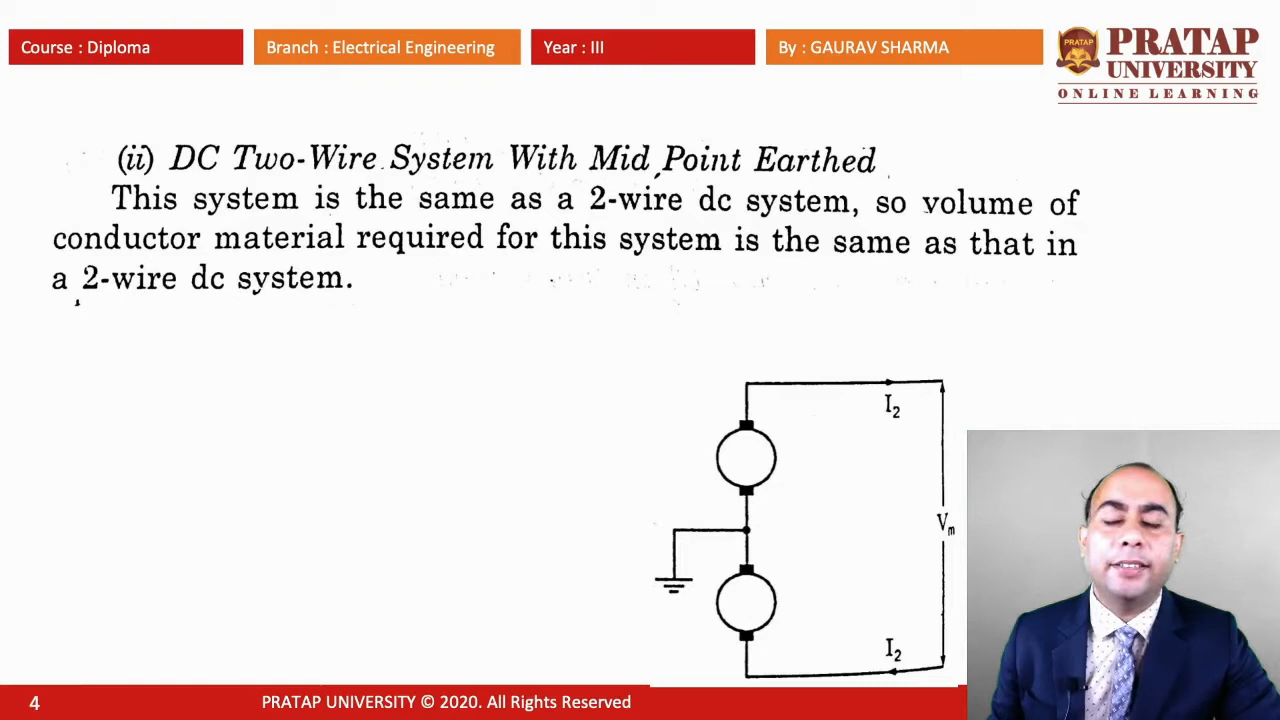 Course : Diploma
Branch : Electrical Engineering
Year : III
By : GAURAV SHARMA
PRATAP
PRATAP
UNIVERSITY
ONLINE LEARNING
(ii) DC Two-Wire System With Mid Point Earthed
This system is the same as a 2-wire dc system, so volume of
conductor material required for this system is the same as that in
a 2-wire dc system.
I₂
Vₘ
I₂
4
PRATAP UNIVERSITY © 2020. All Rights Reserved